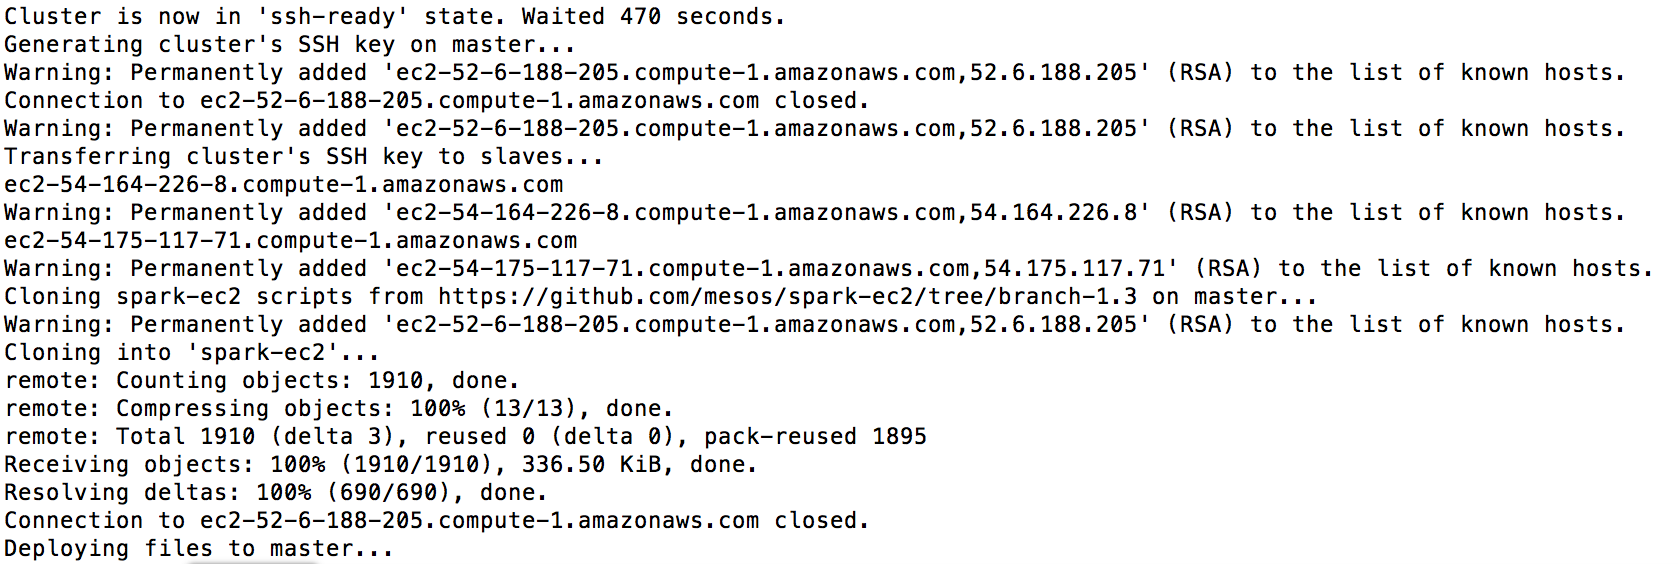 Cluster is now in 'ssh-ready' state. Waited 470 seconds.
Generating cluster's SSH key on master...
Warning: Permanently added 'ec2-52-6-188-205.compute-1.amazonaws.com,52.6.188.205' (RSA) to the list of known hosts.
Connection to ec2-52-6-188-205.compute-1.amazonaws.com closed.
Warning: Permanently added 'ec2-52-6-188-205.compute-1.amazonaws.com,52.6.188.205' (RSA) to the list of known hosts.
Transferring cluster's SSH key to slaves...
ec2-54-164-226-8.compute-1.amazonaws.com
Warning: Permanently added 'ec2-54-164-226-8.compute-1.amazonaws.com,54.164.226.8' (RSA) to the list of known hosts.
ec2-54-175-117-71.compute-1.amazonaws.com
Warning: Permanently added 'ec2-54-175-117-71.compute-1.amazonaws.com,54.175.117.71' (RSA) to the list of known hosts.
Cloning spark-ec2 scripts from https://github.com/mesos/spark-ec2/tree/branch-1.3 on master...
Warning: Permanently added 'ec2-52-6-188-205.compute-1.amazonaws.com,52.6.188.205' (RSA) to the list of known hosts.
Cloning into 'spark-ec2'...
remote: Counting objects: 1910, done.
remote: Compressing objects: 100% (13/13), done.
remote: Total 1910 (delta 3), reused 0 (delta 0), pack-reused 1895
Receiving objects: 100% (1910/1910), 336.50 KiB, done.
Resolving deltas: 100% (690/690), done.
Connection to ec2-52-6-188-205.compute-1.amazonaws.com closed.
Deploying files to master...